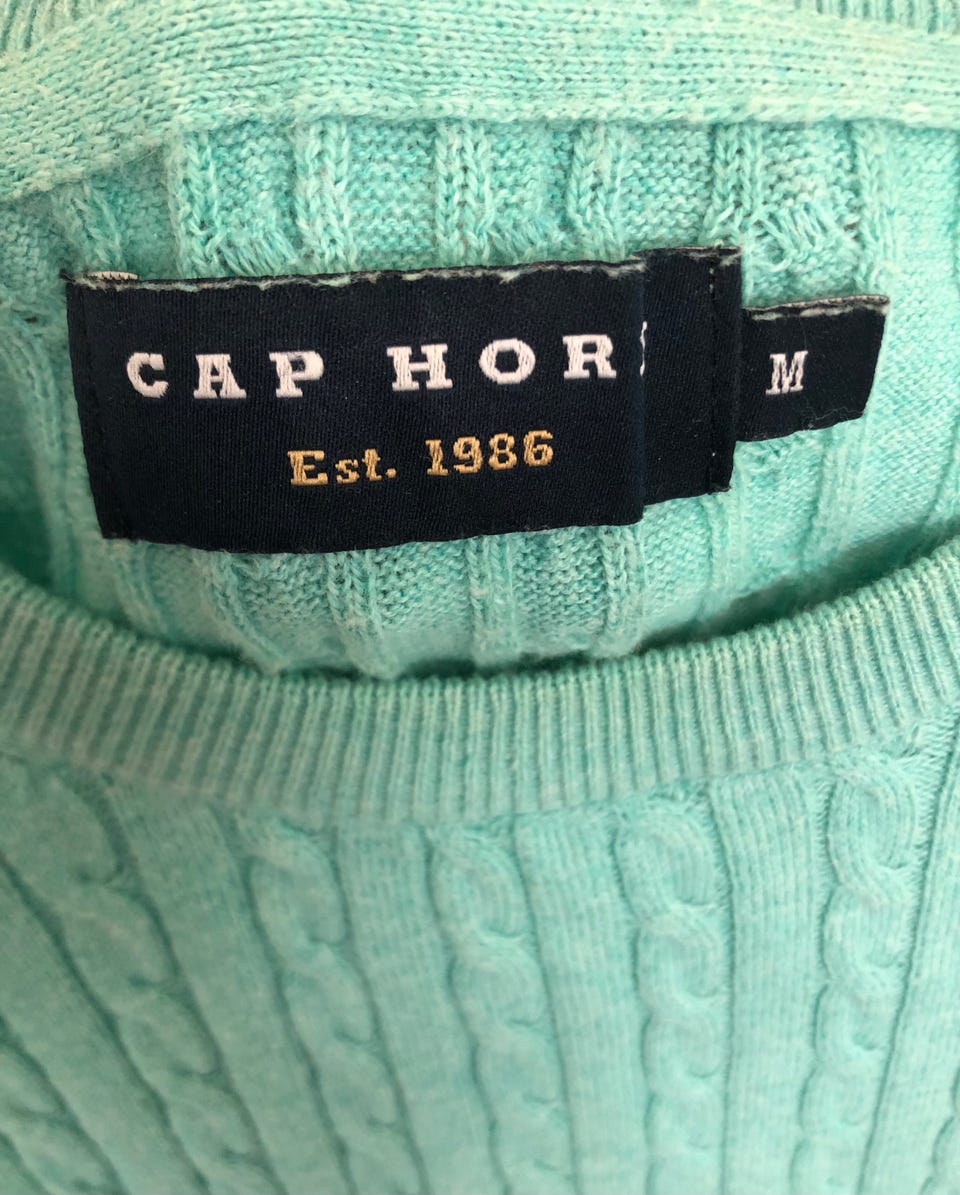 CAP HOR
Est. 1986
M